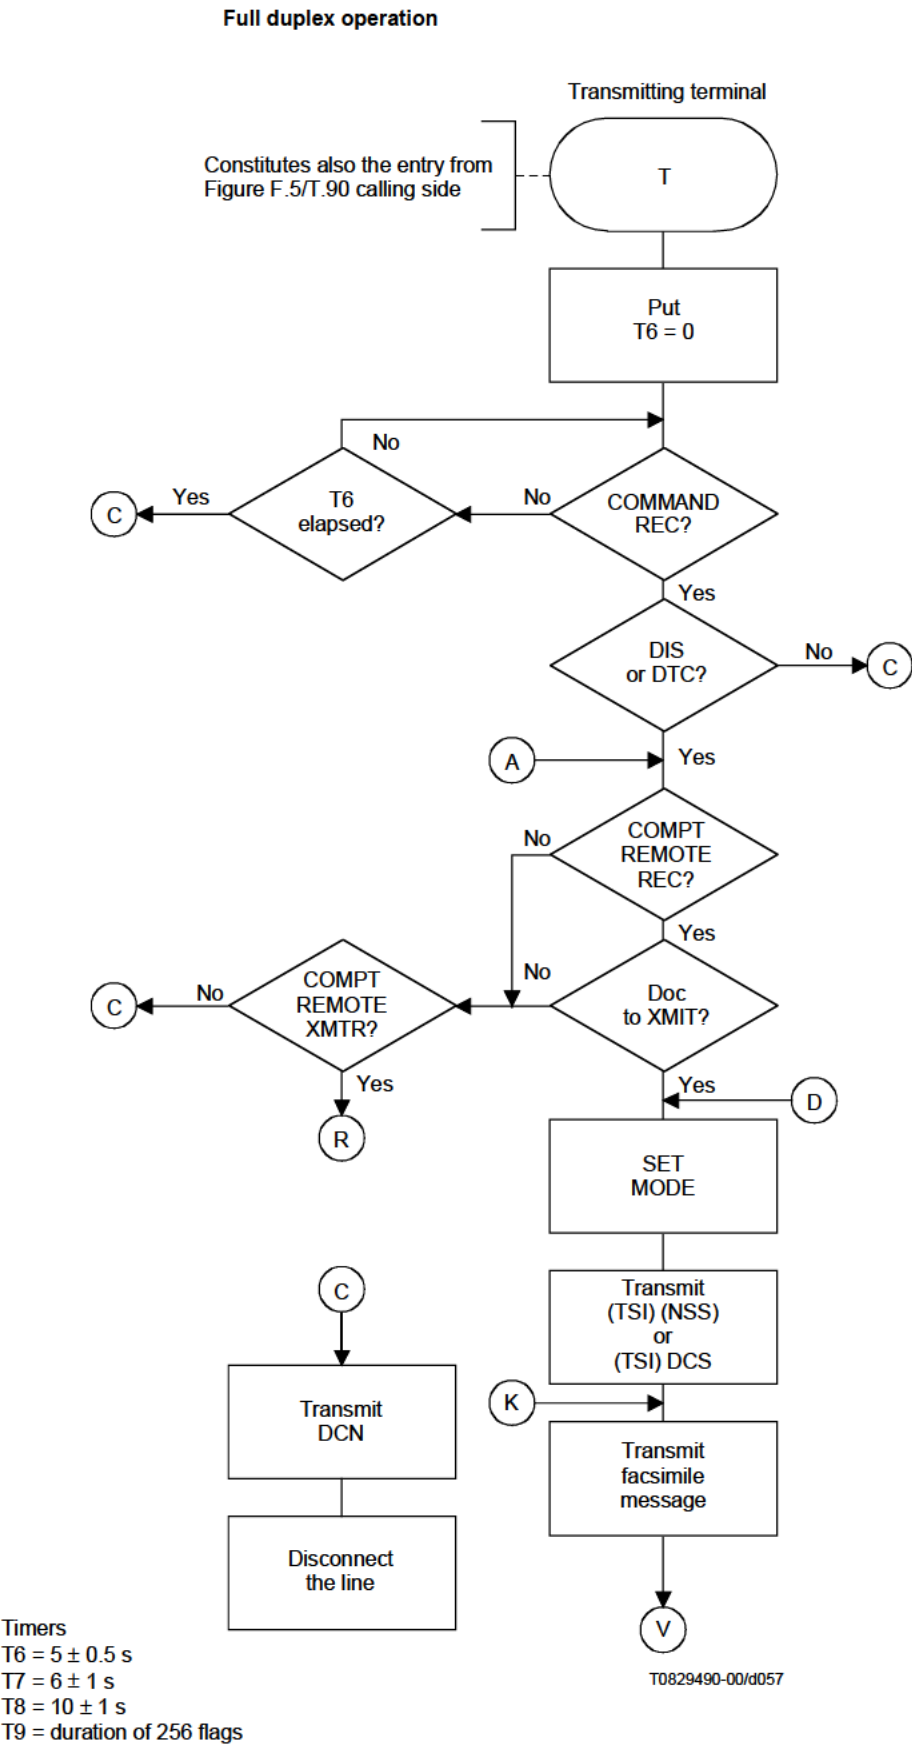 Full duplex operation
Transmitting terminal
Constitutes also the entry from
Figure F.5/T.90 calling side
T
Put
T6 = 0
No
Yes
C
T6
elapsed?
No
COMMAND
REC?
Yes
DIS
or DTC?
No
C
A
Yes
No
COMPT
REMOTE
REC?
Yes
C
No
COMPT
REMOTE
XMTR?
No
Doc
to XMIT?
Yes
R
Yes
D
SET
MODE
C
Transmit
(TSI) (NSS)
or
(TSI) DCS
Transmit
DCN
K
Transmit
facsimile
message
Disconnect
the line
V
Timers
T6 = 5 ± 0.5 s
T7 = 6 ± 1 s
T8 = 10 ± 1 s
T9 = duration of 256 flags
T0829490-00/d057